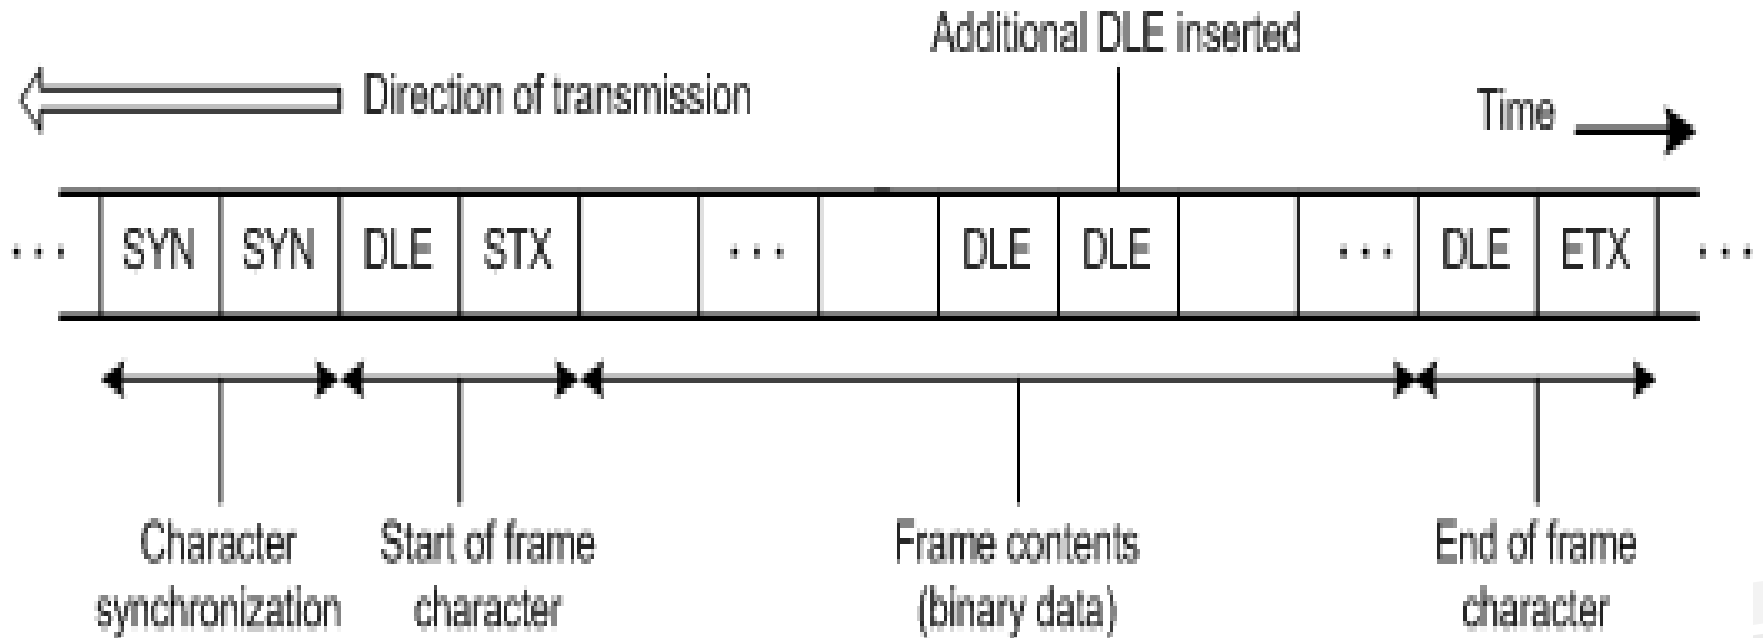 Additional DLE inserted
Direction of transmission
Time
... SYN SYN DLE STX ... DLE DLE ... DLE ETX ...
Character
synchronization
Start of frame
character
Frame contents
(binary data)
End of frame
character